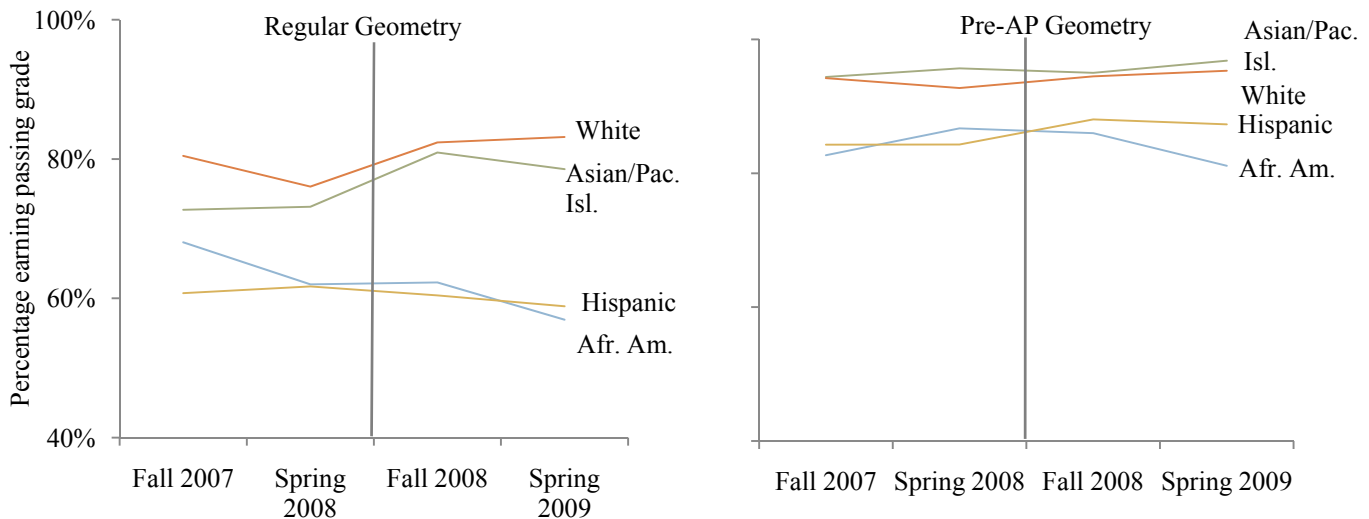 100%
80%
60%
40%
Percentage earning passing grade
Regular Geometry
White
Asian/Pac.
Isl.
Hispanic
Afr. Am.
Fall 2007
Spring
2008
Fall 2008
Spring
2009
Pre-AP Geometry
Asian/Pac.
Isl.
White
Hispanic
Afr. Am.
Fall 2007
Spring 2008
Fall 2008
Spring 2009